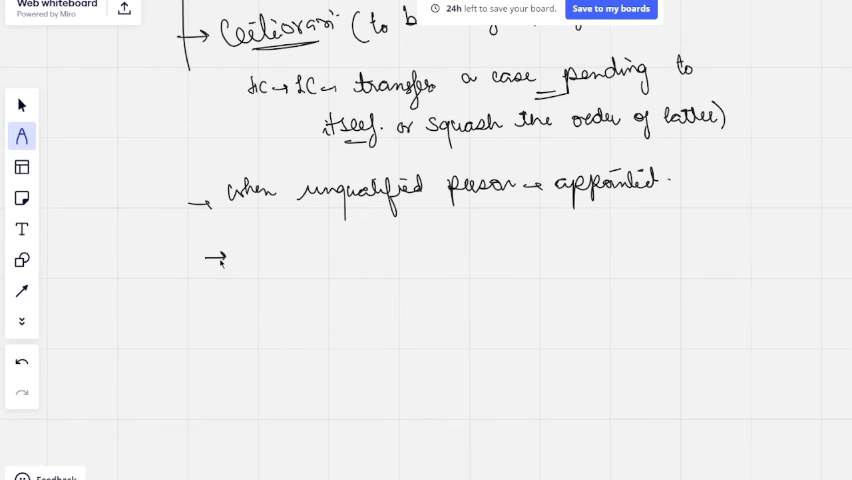 Web whiteboard
Powered by Miro
24h left to save your board.
Save to my boards
→ Certiorari (to b
HC → LC → transfer a case pending to
itself. or squash the order of latter)
→ when unqualified person → appointed.
→
Feedback